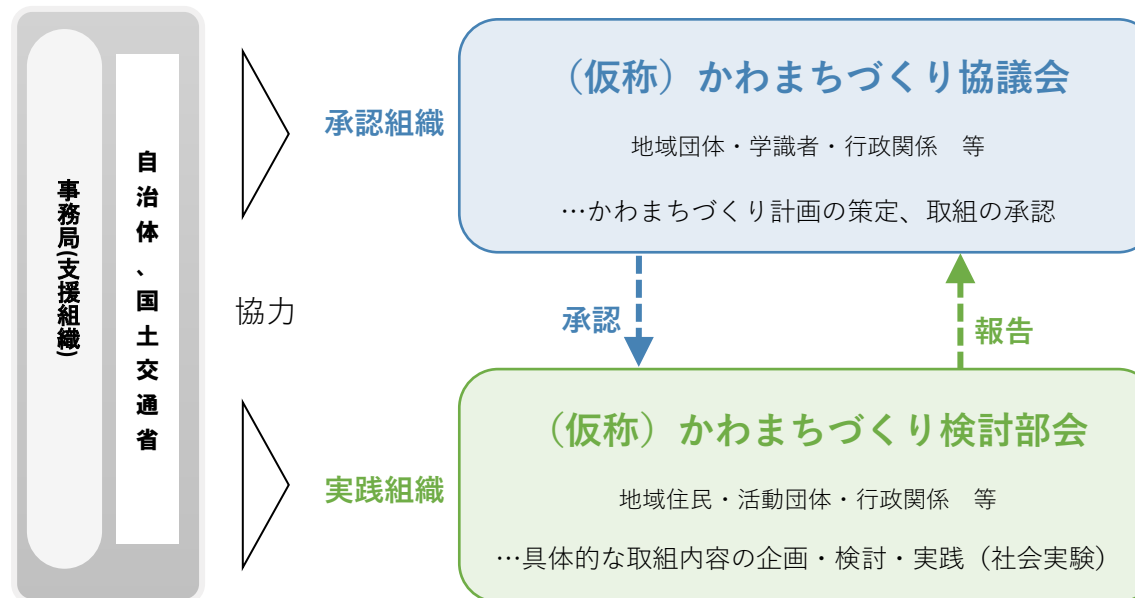 事務局(支援組織)
自治体、国土交通省
協力
承認組織
（仮称）かわまちづくり協議会
地域団体・学識者・行政関係　等
…かわまちづくり計画の策定、取組の承認
承認
報告
実践組織
（仮称）かわまちづくり検討部会
地域住民・活動団体・行政関係　等
…具体的な取組内容の企画・検討・実践（社会実験）